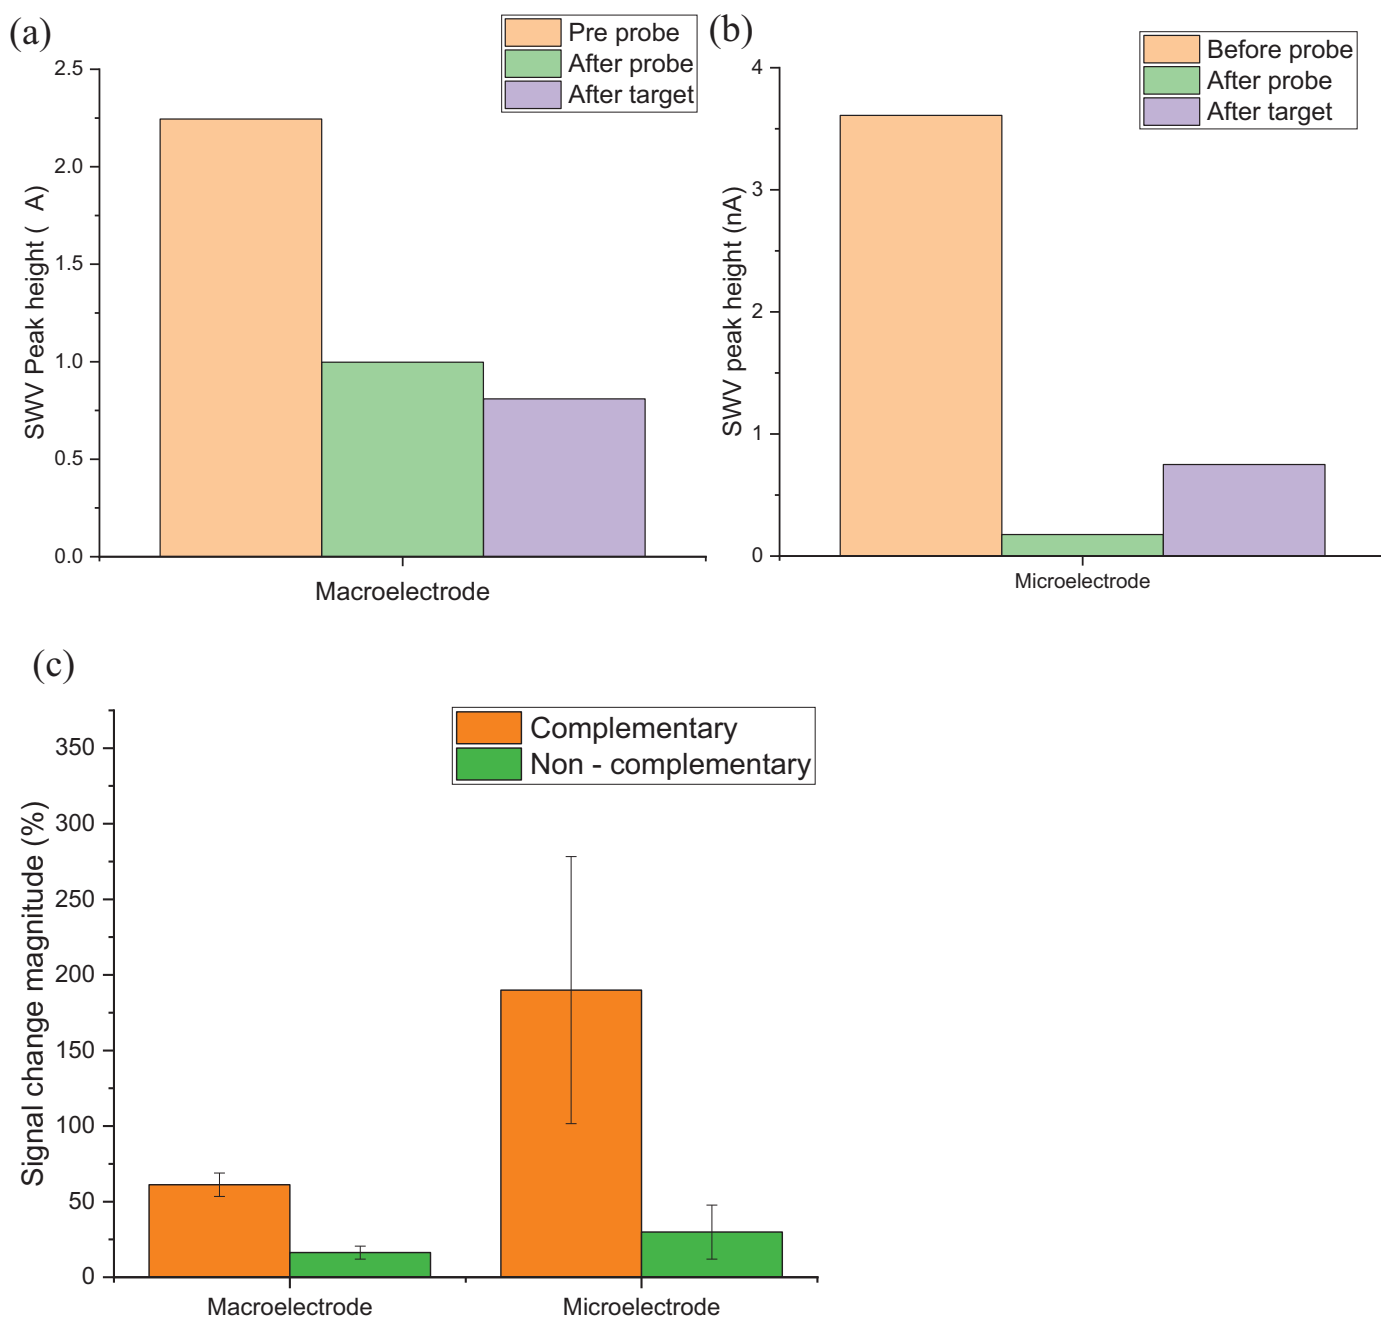 (a)
Pre probe
After probe
After target
2.5
2.0
1.5
1.0
0.5
0.0
SWV Peak height ( A)
Macroelectrode
(b)
Before probe
After probe
After target
4
3
2
1
0
SWV peak height (nA)
Microelectrode
(c)
Complementary
Non - complementary
350
300
250
200
150
100
50
0
Signal change magnitude (%)
Macroelectrode
Microelectrode